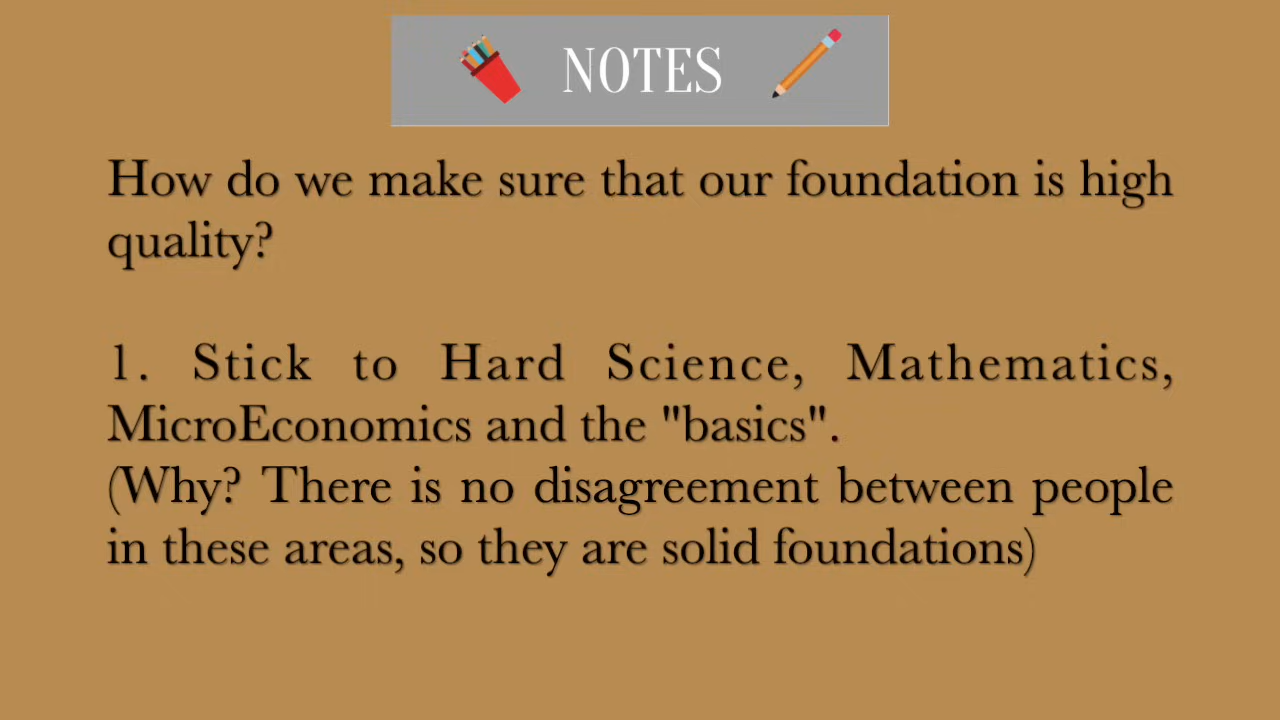 NOTES
How do we make sure that our foundation is high
quality?
1. Stick to Hard Science, Mathematics,
MicroEconomics and the "basics".
(Why? There is no disagreement between people
in these areas, so they are solid foundations)